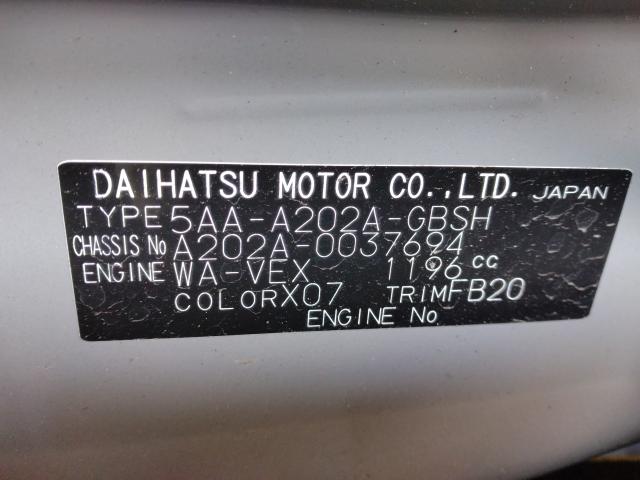 DAIHATSU MOTOR CO.,LTD. JAPAN
TYPE 5AA-A202A-GBSH
CHASSIS No A202A-0037694
ENGINE WA-VEX 1196 cc
COLOR X07 TRIM FB20
ENGINE No